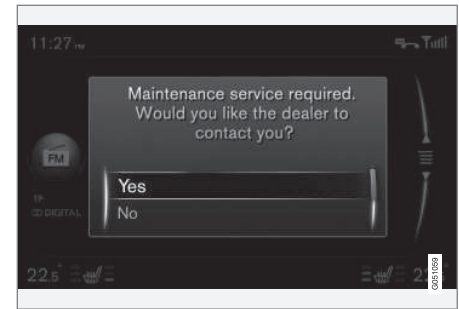 11:27 PM
Maintenance service required.
Would you like the dealer to
contact you?
FM
Yes
No
TP
DIGITAL
22.5°
G051059